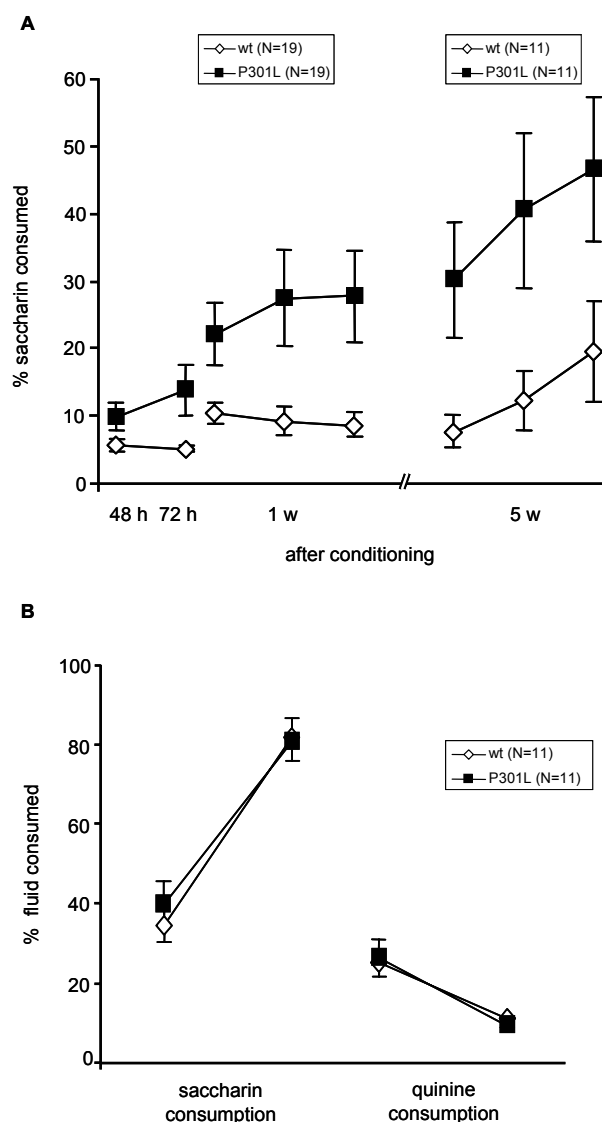 A
wt (N=19)
P301L (N=19)
wt (N=11)
P301L (N=11)
60
50
40
30
20
10
0
% saccharin consumed
48 h 72 h 1 w 5 w
after conditioning
B
100
80
60
40
20
0
% fluid consumed
wt (N=11)
P301L (N=11)
saccharin
consumption
quinine
consumption